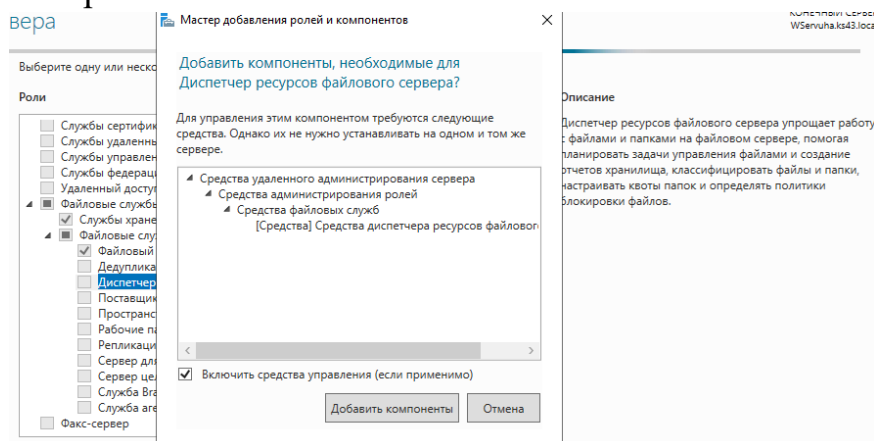 вера
Мастер добавления ролей и компонентов
КОНЕЧНЫЙ СЕРВЕР
WServuha.ks43.loca
Выберите одну или неско
Роли
Службы сертифик
Службы удаленнь
Службы управлен
Службы федерац
Удаленный досту
Файловые службь
Службы хране
Файловые слу
Файловый
Дедуплика
Диспетчер
Поставщик
Пространс
Рабочие па
Репликаци
Сервер для
Сервер цел
Служба Bra
Служба аге
Факс-сервер
Добавить компоненты, необходимые для
Диспетчер ресурсов файлового сервера?
Для управления этим компонентом требуются следующие
средства. Однако их не нужно устанавливать на одном и том же
сервере.
Средства удаленного администрирования сервера
Средства администрирования ролей
Средства файловых служб
[Средства] Средства диспетчера ресурсов файловог
Включить средства управления (если применимо)
Добавить компоненты
Отмена
Описание
Диспетчер ресурсов файлового сервера упрощает работу
с файлами и папками на файловом сервере, помогая
планировать задачи управления файлами и создание
отчетов хранилища, классифицировать файлы и папки,
настраивать квоты папок и определять политики
блокировки файлов.